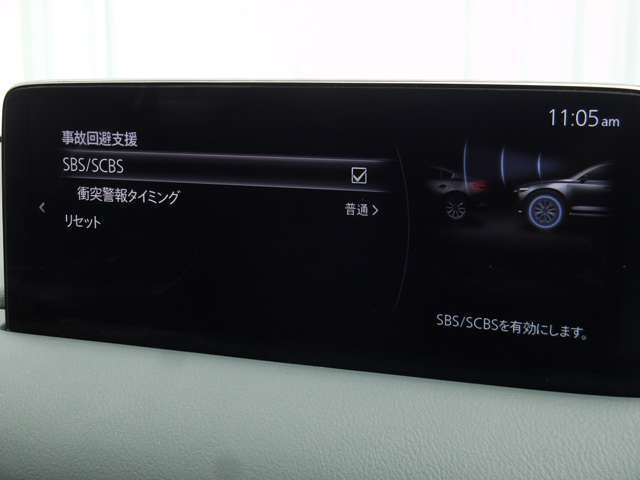 11:05am
事故回避支援
SBS/SCBS
衝突警報タイミング
普通
リセット
SBS/SCBSを有効にします。